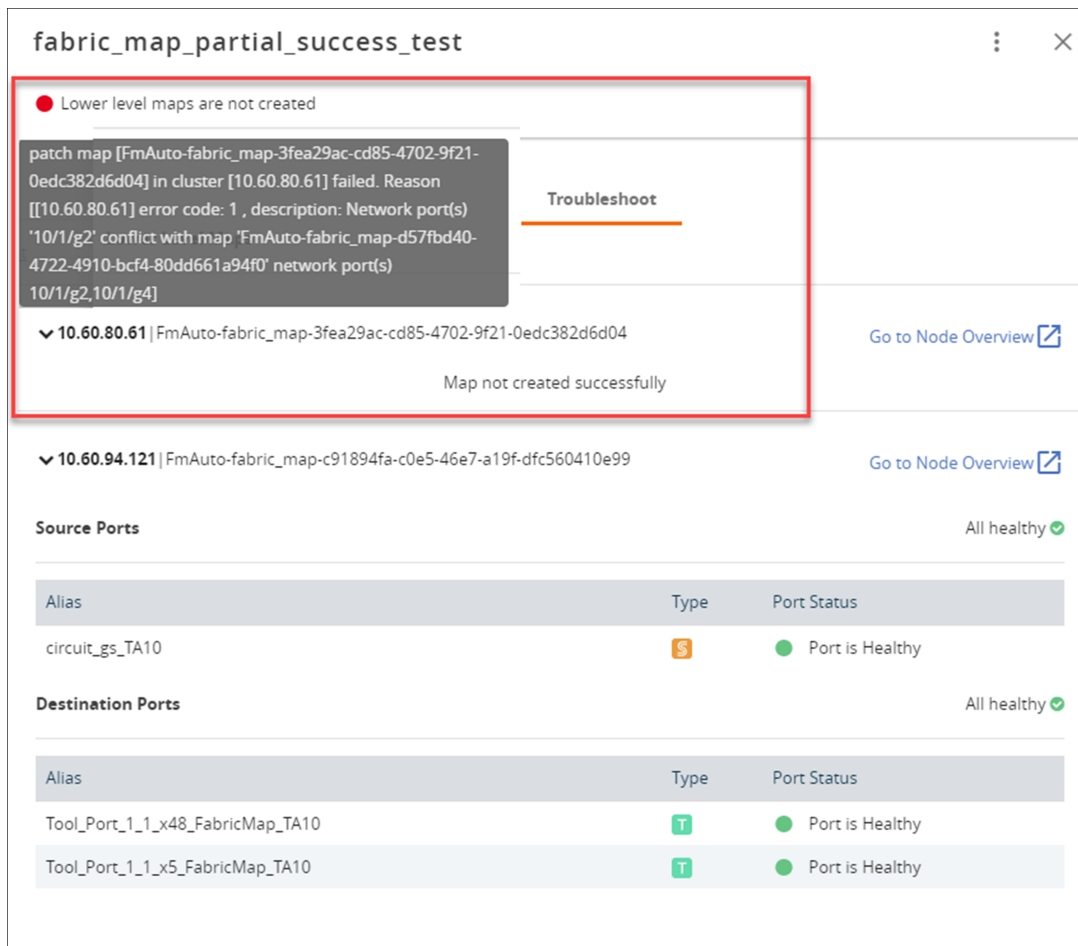 fabric_map_partial_success_test
Lower level maps are not created
patch map [FmAuto-fabric_map-3fea29ac-cd85-4702-9f21-
0edc382d6d04] in cluster [10.60.80.61] failed. Reason
[[10.60.80.61] error code: 1 , description: Network port(s)
'10/1/g2' conflict with map 'FmAuto-fabric_map-d57fbd40-
4722-4910-bcf4-80dd661a94f0' network port(s)
10/1/g2,10/1/g4]
Troubleshoot
10.60.80.61|FmAuto-fabric_map-3fea29ac-cd85-4702-9f21-0edc382d6d04
Go to Node Overview
Map not created successfully
10.60.94.121|FmAuto-fabric_map-c91894fa-c0e5-46e7-a19f-dfc560410e99
Go to Node Overview
Source Ports
All healthy
Alias Type Port Status
circuit_gs_TA10 S Port is Healthy
Destination Ports
All healthy
Alias Type Port Status
Tool_Port_1_1_x48_FabricMap_TA10 T Port is Healthy
Tool_Port_1_1_x5_FabricMap_TA10 T Port is Healthy